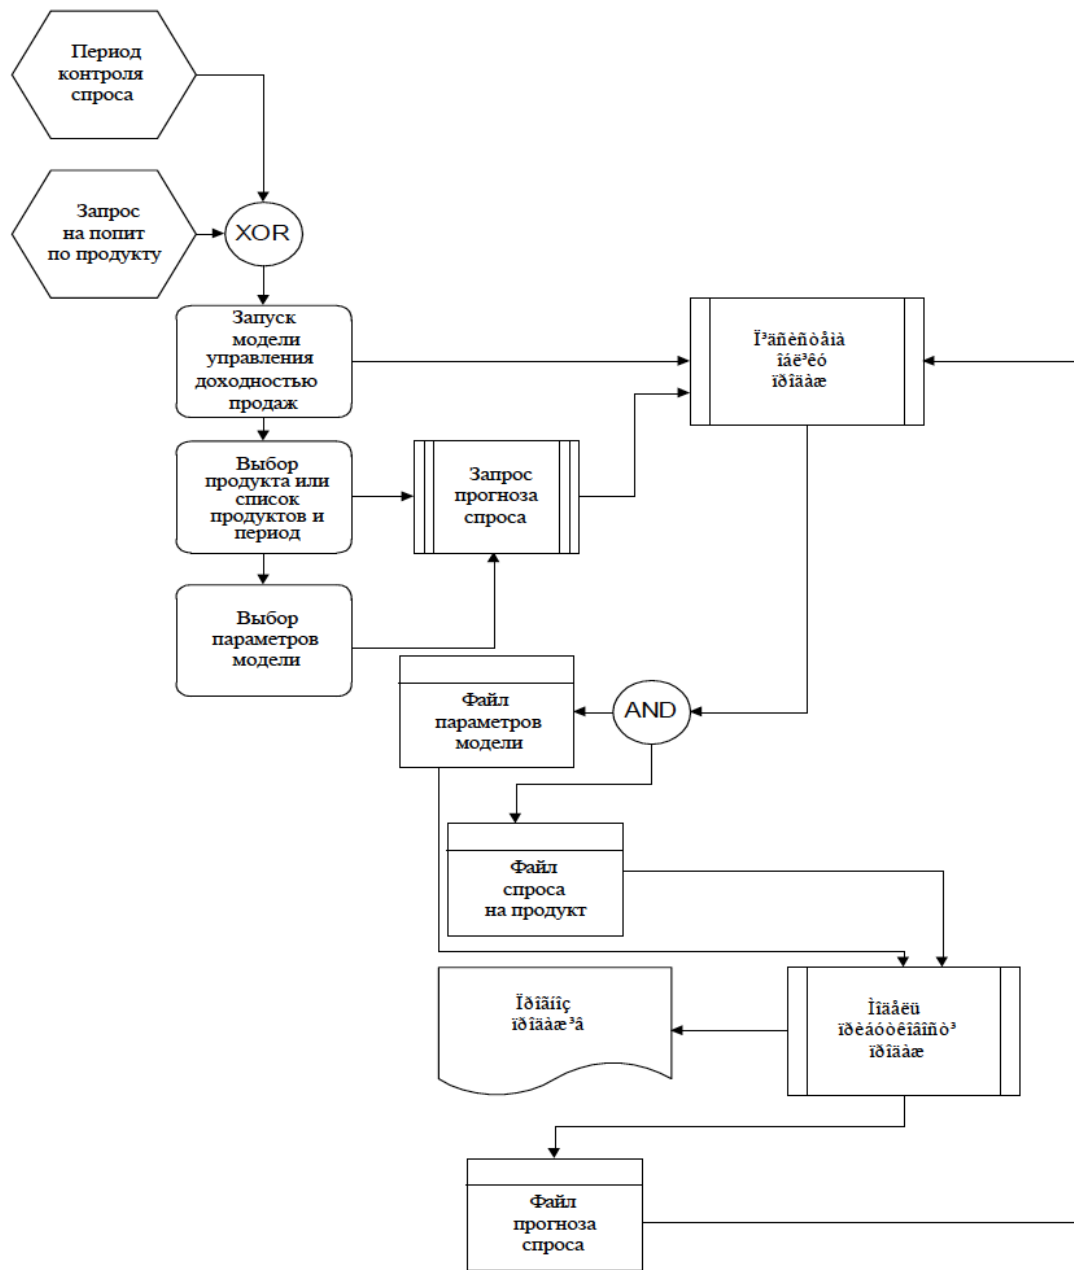 Период
контроля
спроса
Запрос
на попит
по продукту
XOR
Запуск
модели
управления
доходностью
продаж
Ï³äñèñòåìà
îáë³êó
ïðîäàæ
Выбор
продукта или
список
продуктов и
период
Запрос
прогноза
спроса
Выбор
параметров
модели
Файл
параметров
модели
AND
Файл
спроса
на продукт
Ïðîãíîç
ïðîäàæ³â
Ìîäåëü
ïðèáóòêîâîñò³
ïðîäàæ
Файл
прогноза
спроса